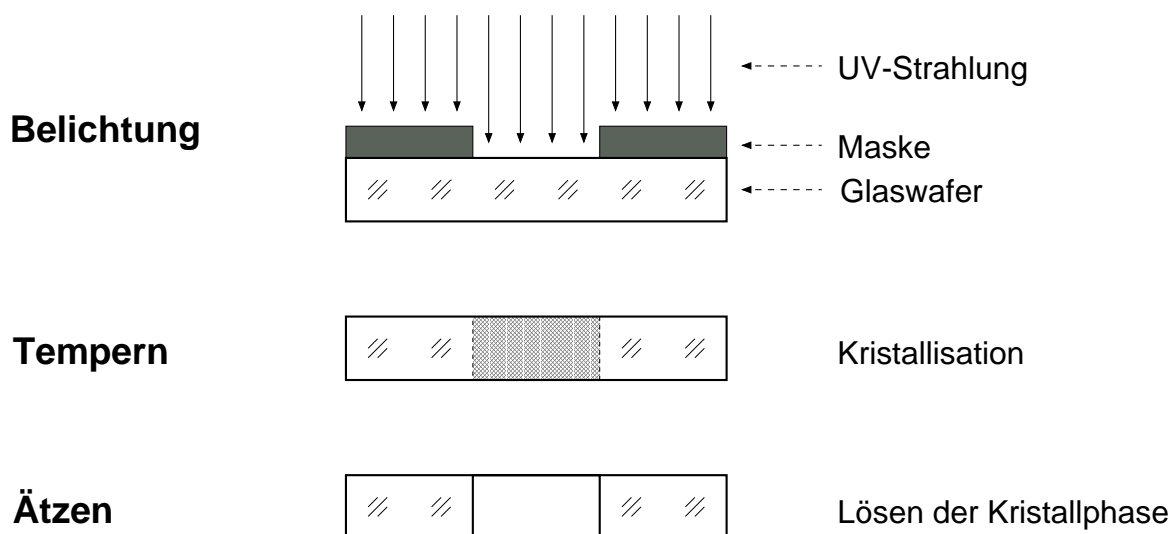 UV-Strahlung
Belichtung
Maske
Glaswafer
Tempern
Kristallisation
Ätzen
Lösen der Kristallphase